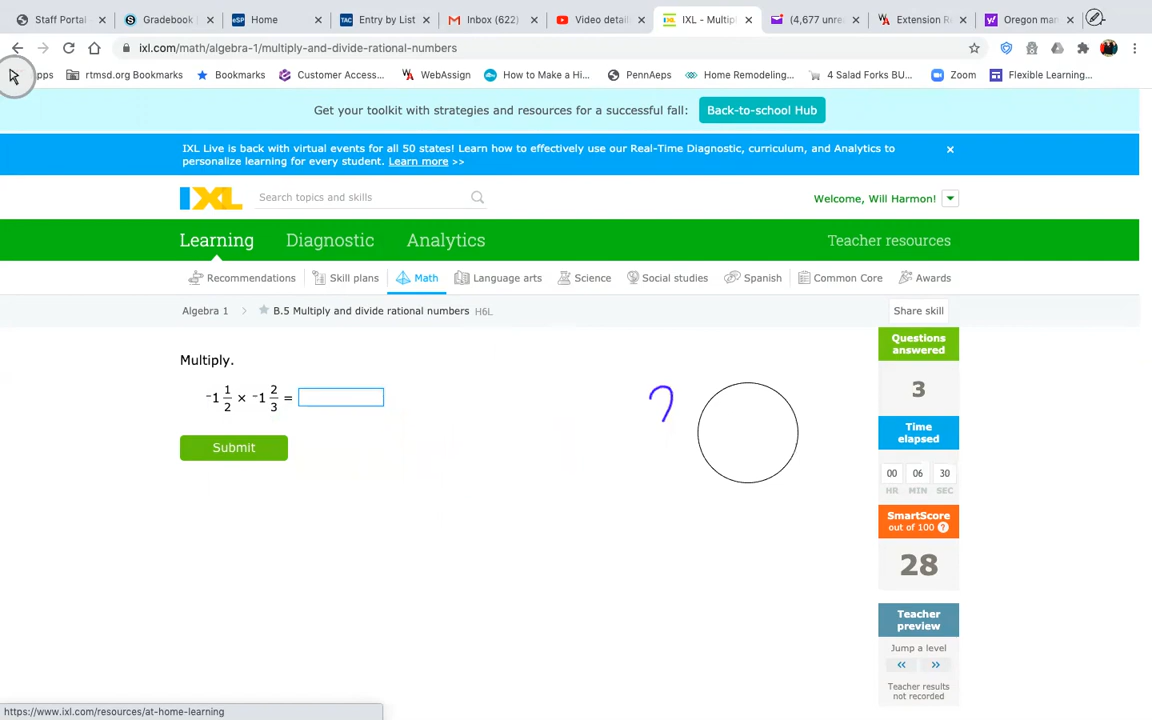 Staff Portal
Gradebook |
Home
Entry by List
Inbox (622)
Video detail
IXL - Multipl
(4,677 unre
Extension R
Oregon man
ixl.com/math/algebra-1/multiply-and-divide-rational-numbers
pps
rtmsd.org Bookmarks
Bookmarks
Customer Access...
WebAssign
How to Make a Hi...
PennAeps
Home Remodeling...
4 Salad Forks BU...
Zoom
Flexible Learning...
Get your toolkit with strategies and resources for a successful fall:
Back-to-school Hub
IXL Live is back with virtual events for all 50 states! Learn how to effectively use our Real-Time Diagnostic, curriculum, and Analytics to
personalize learning for every student. Learn more >>
IXL
Search topics and skills
Welcome, Will Harmon!
Learning
Diagnostic
Analytics
Teacher resources
Recommendations
Skill plans
Math
Language arts
Science
Social studies
Spanish
Common Core
Awards
Algebra 1
B.5 Multiply and divide rational numbers H6L
Share skill
Multiply.
-1 1/2 × -1 2/3 =
Submit
?
Questions
answered
3
Time
elapsed
00 06 30
HR MIN SEC
SmartScore
out of 100 ?
28
Teacher
preview
Jump a level
« »
Teacher results
not recorded
https://www.ixl.com/resources/at-home-learning